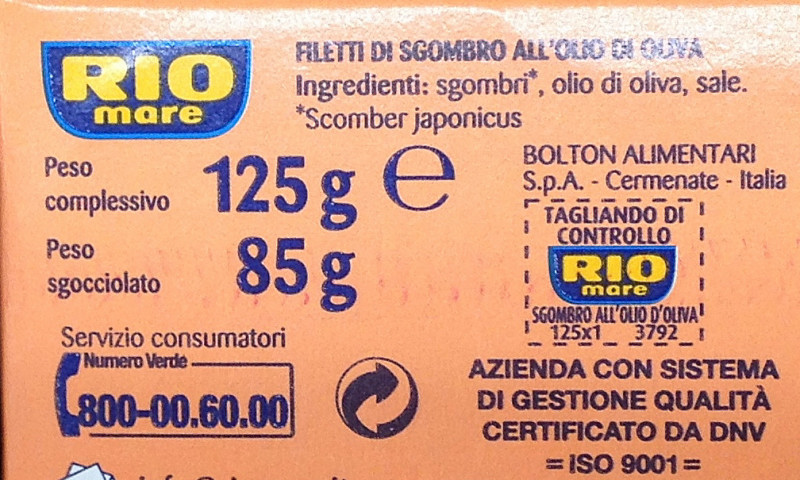 RIO
mare
FILETTI DI SGOMBRO ALL'OLIO DI OLIVA
Ingredienti: sgombri*, olio di oliva, sale.
*Scomber japonicus
Peso
complessivo 125 g e
Peso
sgocciolato 85 g
BOLTON ALIMENTARI
S.p.A. - Cermenate - Italia
TAGLIANDO DI
CONTROLLO
RIO
mare
SGOMBRO ALL'OLIO D'OLIVA
125x1 3792
Servizio consumatori
Numero Verde
800-00.60.00
AZIENDA CON SISTEMA
DI GESTIONE QUALITÀ
CERTIFICATO DA DNV
=ISO 9001=